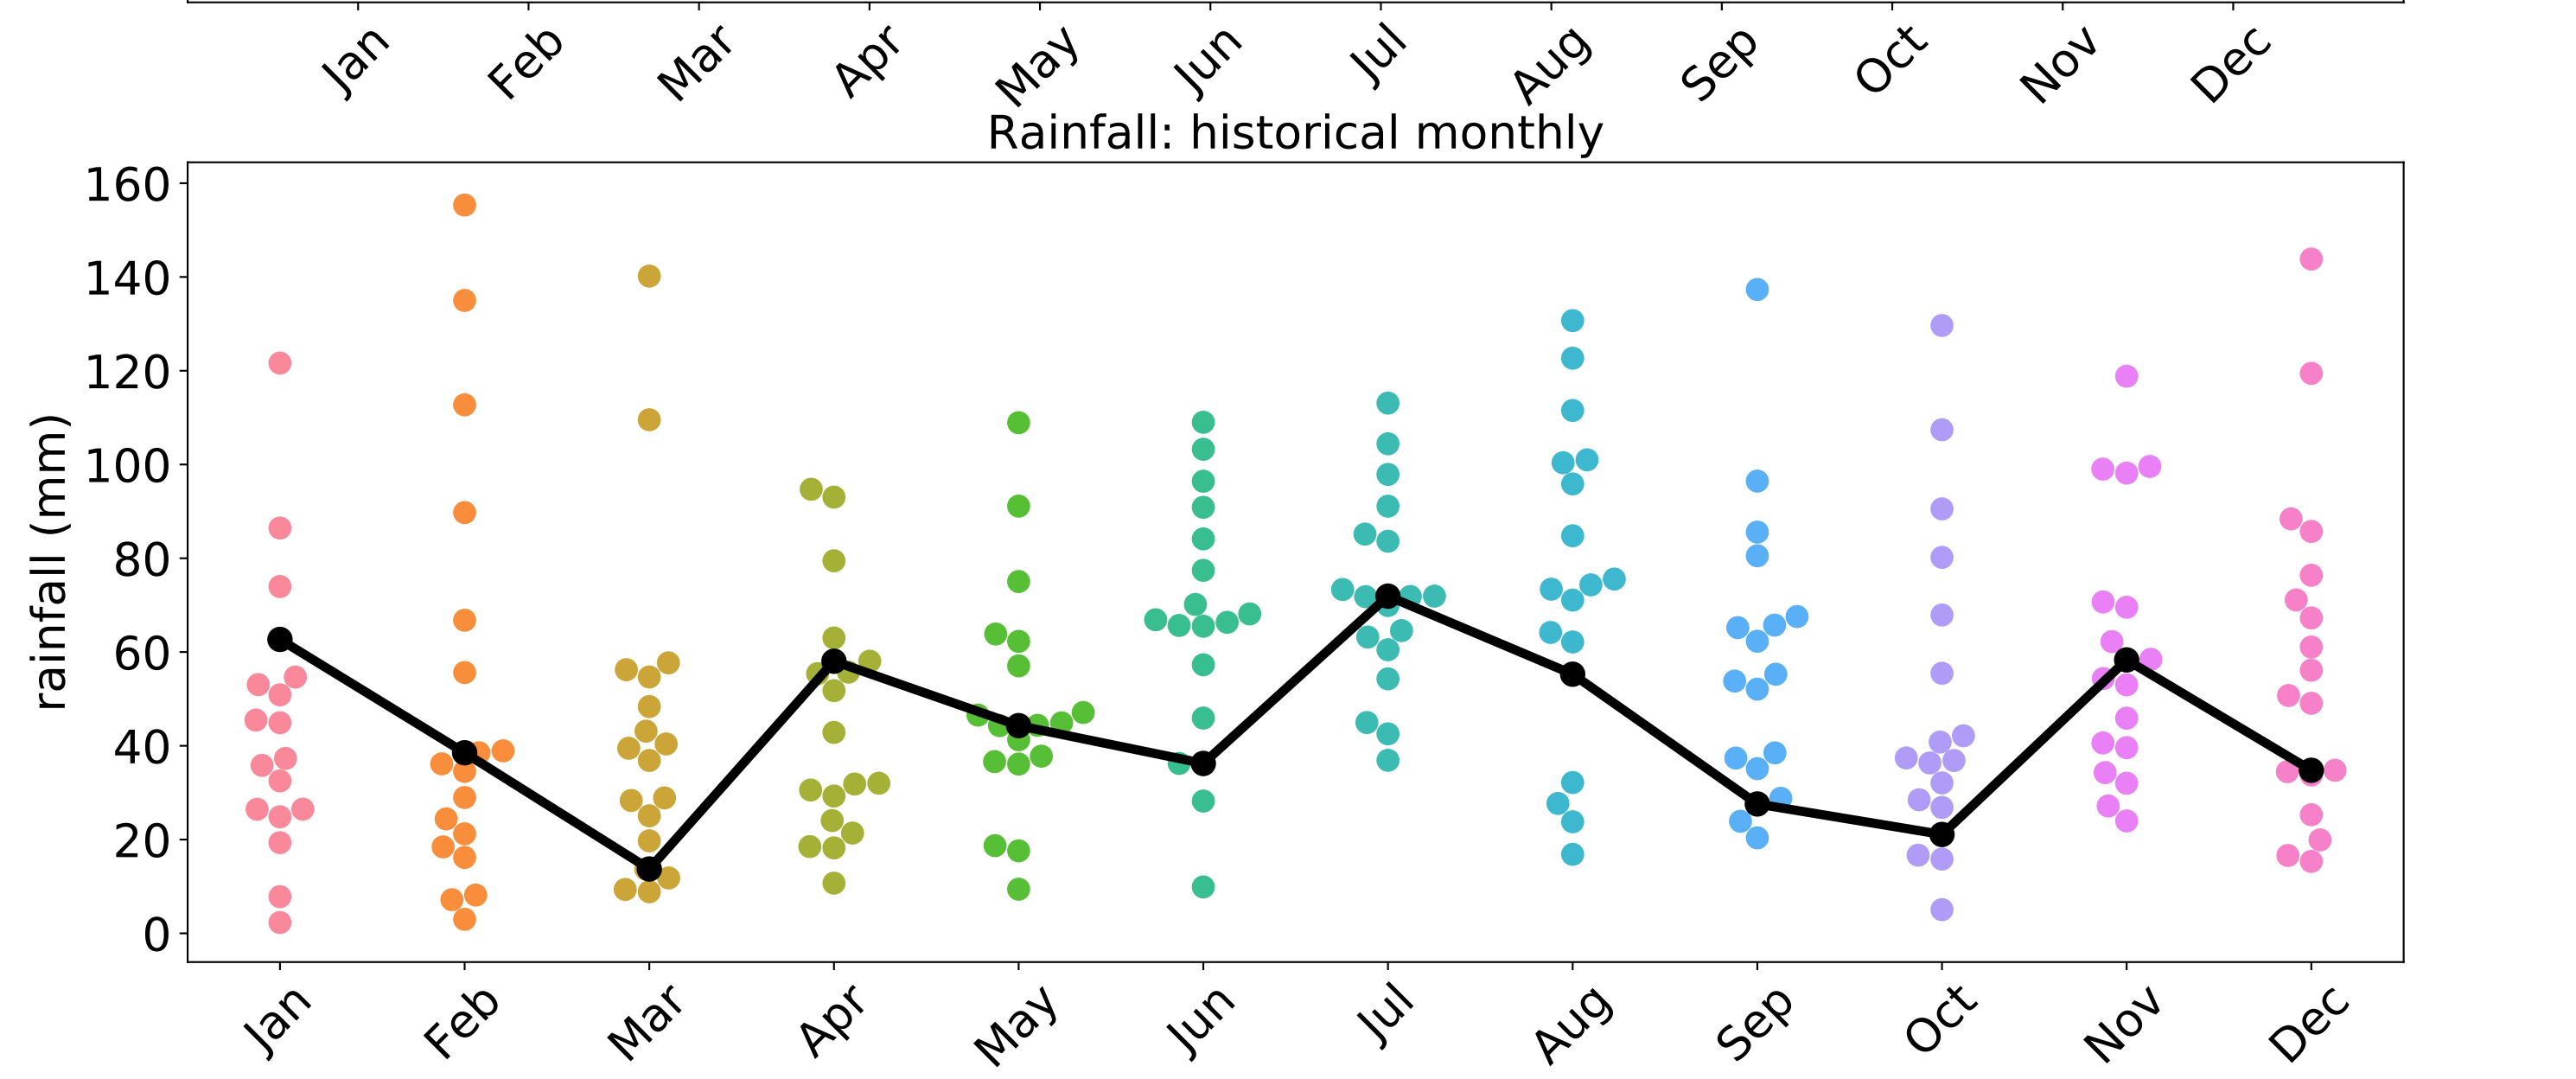 Jan Feb Mar Apr May Jun Jul Aug Sep Oct Nov Dec
Rainfall: historical monthly
rainfall (mm)
160
140
120
100
80
60
40
20
0
Jan Feb Mar Apr May Jun Jul Aug Sep Oct Nov Dec